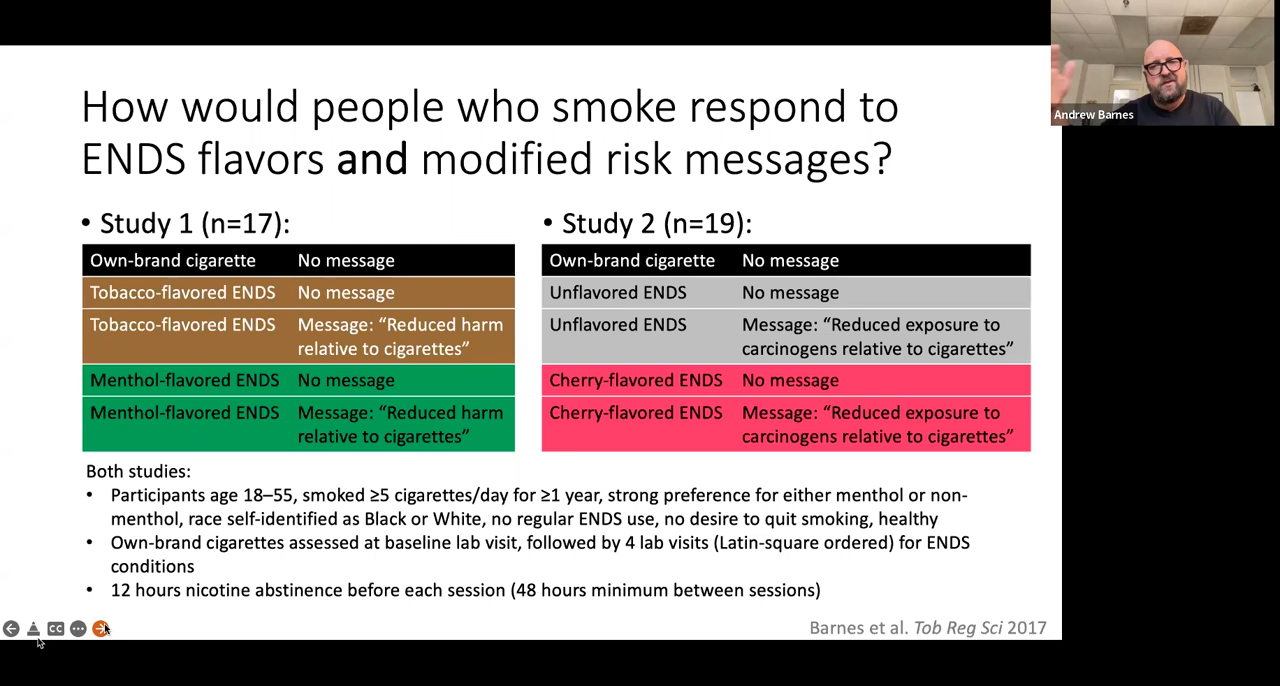 How would people who smoke respond to
ENDS flavors and modified risk messages?
• Study 1 (n=17):
Own-brand cigarette No message
Tobacco-flavored ENDS No message
Tobacco-flavored ENDS Message: “Reduced harm
relative to cigarettes”
Menthol-flavored ENDS No message
Menthol-flavored ENDS Message: “Reduced harm
relative to cigarettes”
• Study 2 (n=19):
Own-brand cigarette No message
Unflavored ENDS No message
Unflavored ENDS Message: “Reduced exposure to
carcinogens relative to cigarettes”
Cherry-flavored ENDS No message
Cherry-flavored ENDS Message: “Reduced exposure to
carcinogens relative to cigarettes”
Both studies:
• Participants age 18–55, smoked ≥5 cigarettes/day for ≥1 year, strong preference for either menthol or non-
menthol, race self-identified as Black or White, no regular ENDS use, no desire to quit smoking, healthy
• Own-brand cigarettes assessed at baseline lab visit, followed by 4 lab visits (Latin-square ordered) for ENDS
conditions
• 12 hours nicotine abstinence before each session (48 hours minimum between sessions)
Barnes et al. Tob Reg Sci 2017
CC
Andrew Barnes